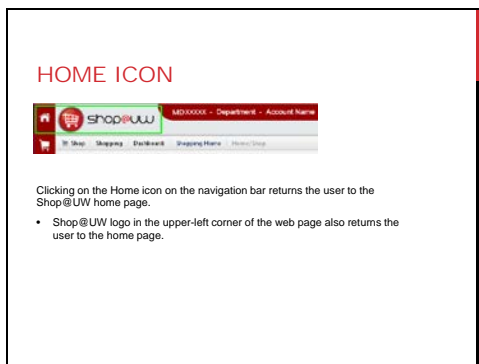 HOME ICON
shop@UW
MDXXXXX - Department - Account Name
Shop Shopping Dashboard Shopping Home Home/Shop
Clicking on the Home icon on the navigation bar returns the user to the
Shop@UW home page.
• Shop@UW logo in the upper-left corner of the web page also returns the
user to the home page.